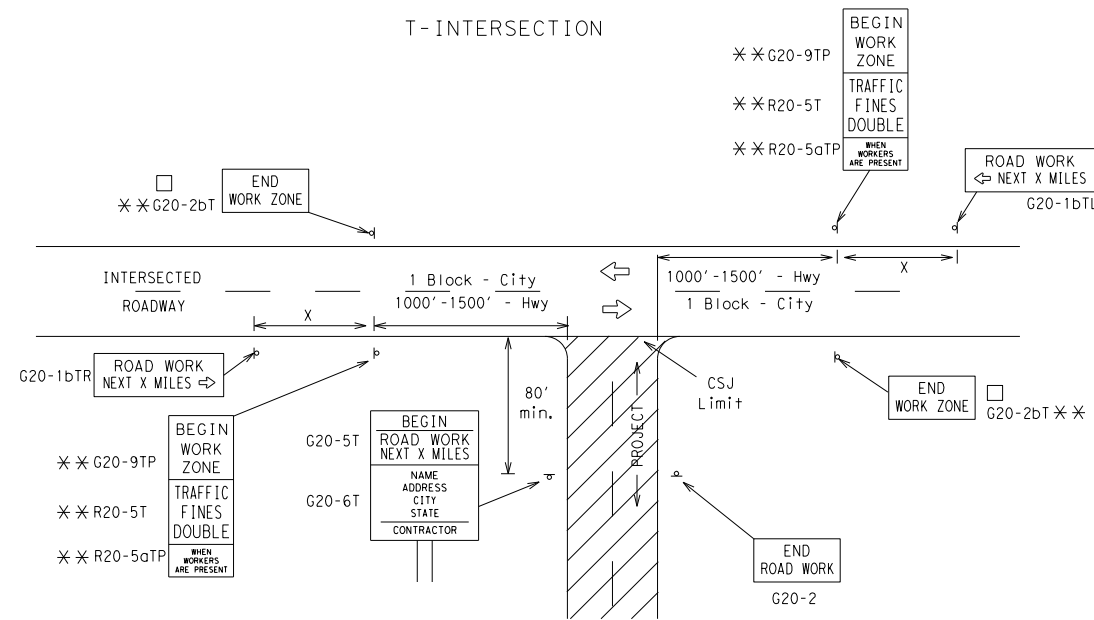 T-INTERSECTION
BEGIN
WORK
ZONE
TRAFFIC
FINES
DOUBLE
WHEN
WORKERS
ARE PRESENT
**G20-9TP
**R20-5T
**R20-5aTP
ROAD WORK
⇦ NEXT X MILES
G20-1bTL
END
WORK ZONE
□
**G20-2bT
INTERSECTED
ROADWAY
1 Block - City
1000'-1500' - Hwy
X
1000'-1500' - Hwy
1 Block - City
X
G20-1bTR
ROAD WORK
NEXT X MILES ⇨
80'
min.
CSJ
Limit
PROJECT
END
WORK ZONE
□
G20-2bT **
BEGIN
WORK
ZONE
TRAFFIC
FINES
DOUBLE
WHEN
WORKERS
ARE PRESENT
**G20-9TP
**R20-5T
**R20-5aTP
G20-5T
BEGIN
ROAD WORK
NEXT X MILES
G20-6T
NAME
ADDRESS
CITY
STATE
CONTRACTOR
END
ROAD WORK
G20-2